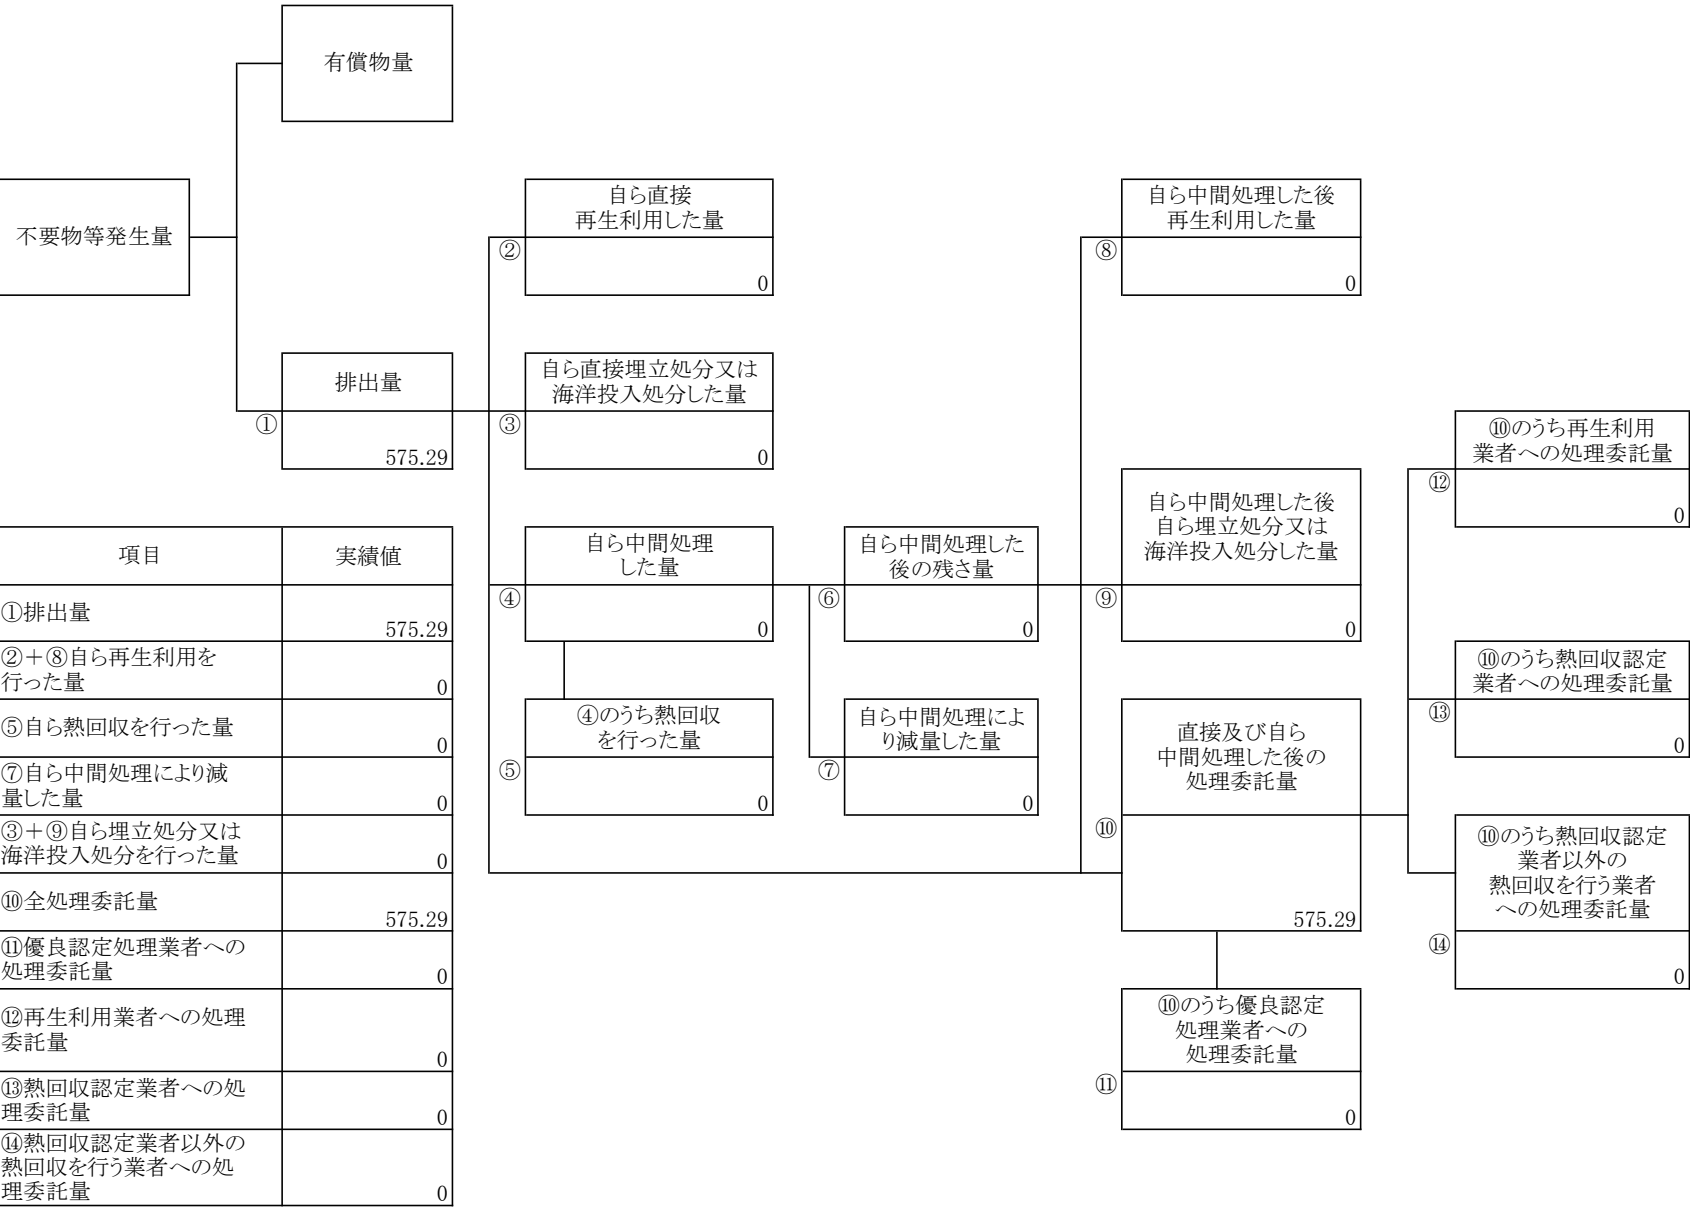 有償物量
不要物等発生量
自ら直接
再生利用した量
②
0
自ら中間処理した後
再生利用した量
⑧
0
排出量
①
575.29
自ら直接埋立処分又は
海洋投入処分した量
③
0
⑩のうち再生利用
業者への処理委託量
⑫
0
自ら中間処理
した量
④
0
自ら中間処理した
後の残さ量
⑥
0
自ら中間処理した後
自ら埋立処分又は
海洋投入処分した量
⑨
0
⑩のうち熱回収認定
業者への処理委託量
⑬
0
④のうち熱回収
を行った量
⑤
0
自ら中間処理によ
り減量した量
⑦
0
直接及び自ら
中間処理した後の
処理委託量
⑩
575.29
⑩のうち熱回収認定
業者以外の
熱回収を行う業者
への処理委託量
⑭
0
⑩のうち優良認定
処理業者への
処理委託量
⑪
0
項目 実績値
①排出量
575.29
②＋⑧自ら再生利用を
行った量
0
⑤自ら熱回収を行った量
0
⑦自ら中間処理により減
量した量
0
③＋⑨自ら埋立処分又は
海洋投入処分を行った量
0
⑩全処理委託量
575.29
⑪優良認定処理業者への
処理委託量
0
⑫再生利用業者への処理
委託量
0
⑬熱回収認定業者への処
理委託量
0
⑭熱回収認定業者以外の
熱回収を行う業者への処
理委託量
0